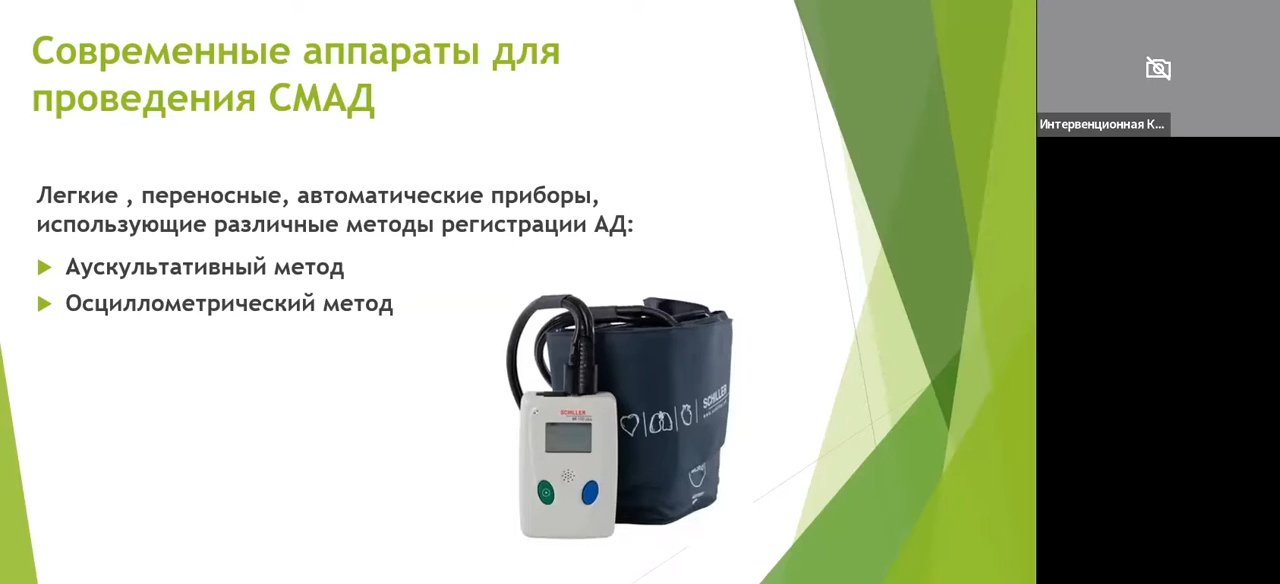 Современные аппараты для
проведения СМАД
Легкие , переносные, автоматические приборы,
использующие различные методы регистрации АД:
Аускультативный метод
Осциллометрический метод
SCHILLER
SCHILLER
Интервенционная К...